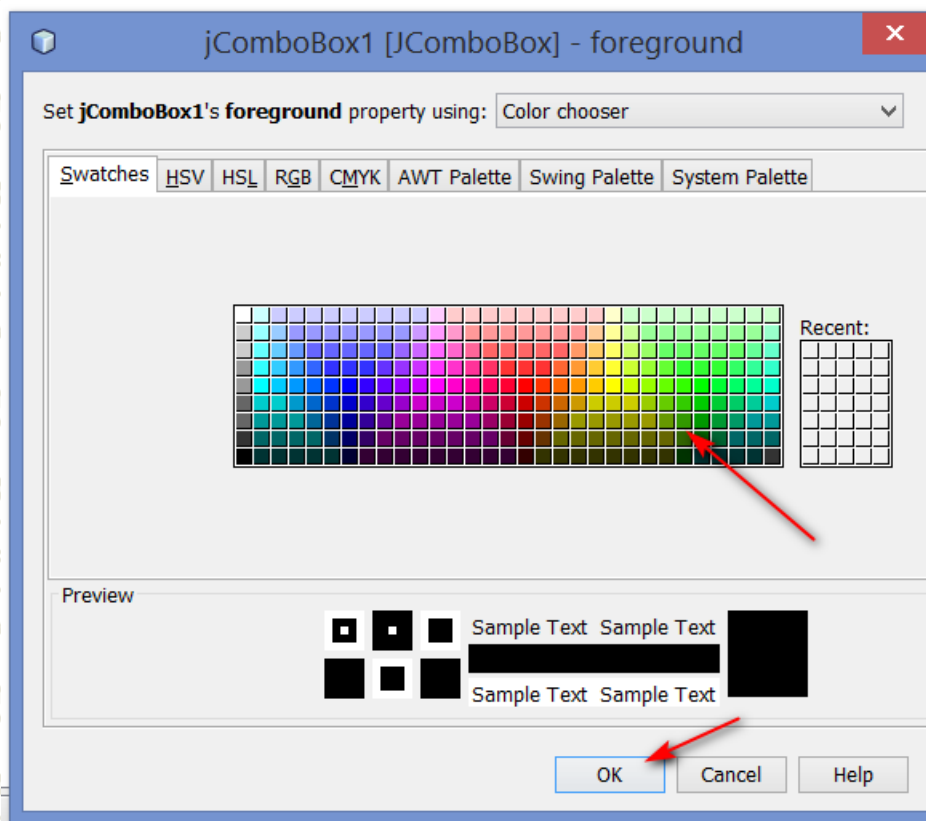 jComboBox1 [JComboBox] - foreground
Set jComboBox1's foreground property using: Color chooser
Swatches HSV HSL RGB CMYK AWT Palette Swing Palette System Palette
Recent:
Preview
Sample Text Sample Text
Sample Text Sample Text
OK Cancel Help